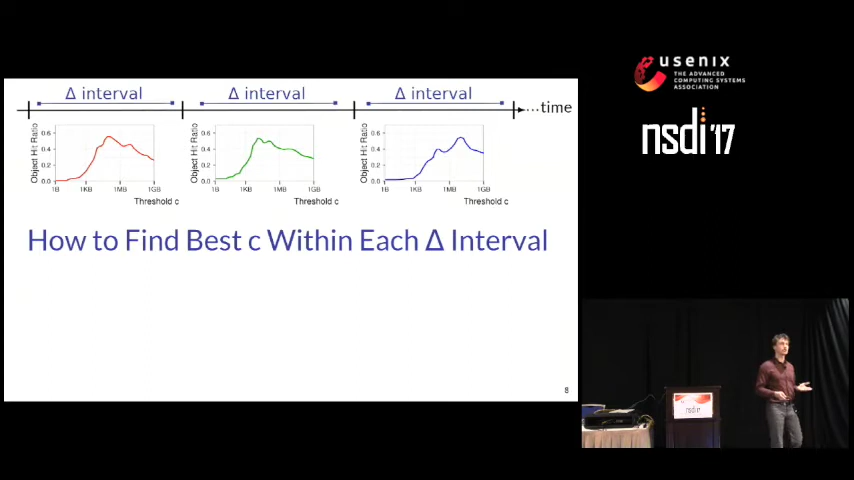 Δ interval Δ interval Δ interval
...time
Object Hit Ratio 0.6 0.4 0.2 0.0
1B 1KB 1MB 1GB
Threshold c
Object Hit Ratio 0.6 0.4 0.2 0.0
1B 1KB 1MB 1GB
Threshold c
Object Hit Ratio 0.6 0.4 0.2 0.0
1B 1KB 1MB 1GB
Threshold c
How to Find Best c Within Each Δ Interval
8
usenix
THE ADVANCED
COMPUTING SYSTEMS
ASSOCIATION
nsdi '17
nsdi